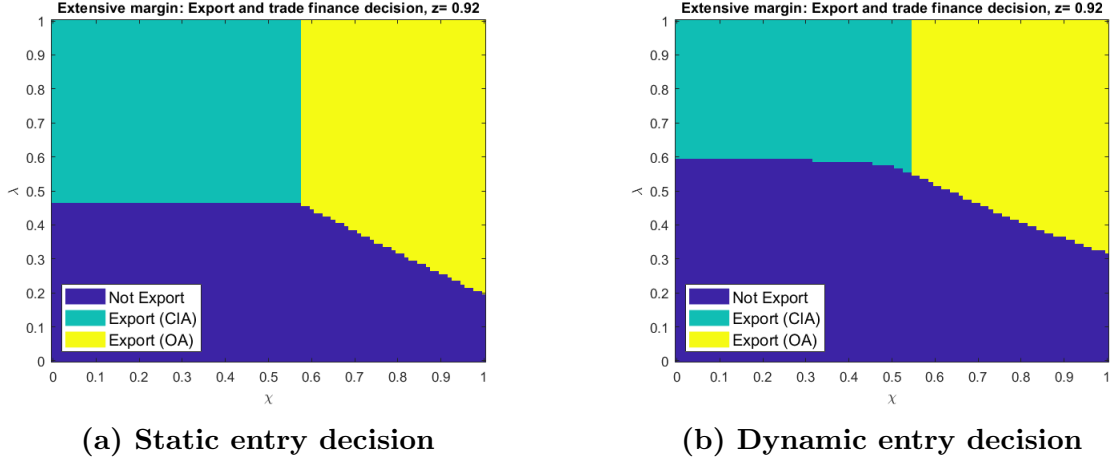 Extensive margin: Export and trade finance decision, z= 0.92
1
0.9
0.8
0.7
0.6
0.5
0.4
0.3
0.2
0.1
0
λ
Not Export
Export (CIA)
Export (OA)
0 0.1 0.2 0.3 0.4 0.5 0.6 0.7 0.8 0.9 1
χ
(a) Static entry decision
Extensive margin: Export and trade finance decision, z= 0.92
1
0.9
0.8
0.7
0.6
0.5
0.4
0.3
0.2
0.1
0
λ
Not Export
Export (CIA)
Export (OA)
0 0.1 0.2 0.3 0.4 0.5 0.6 0.7 0.8 0.9 1
χ
(b) Dynamic entry decision